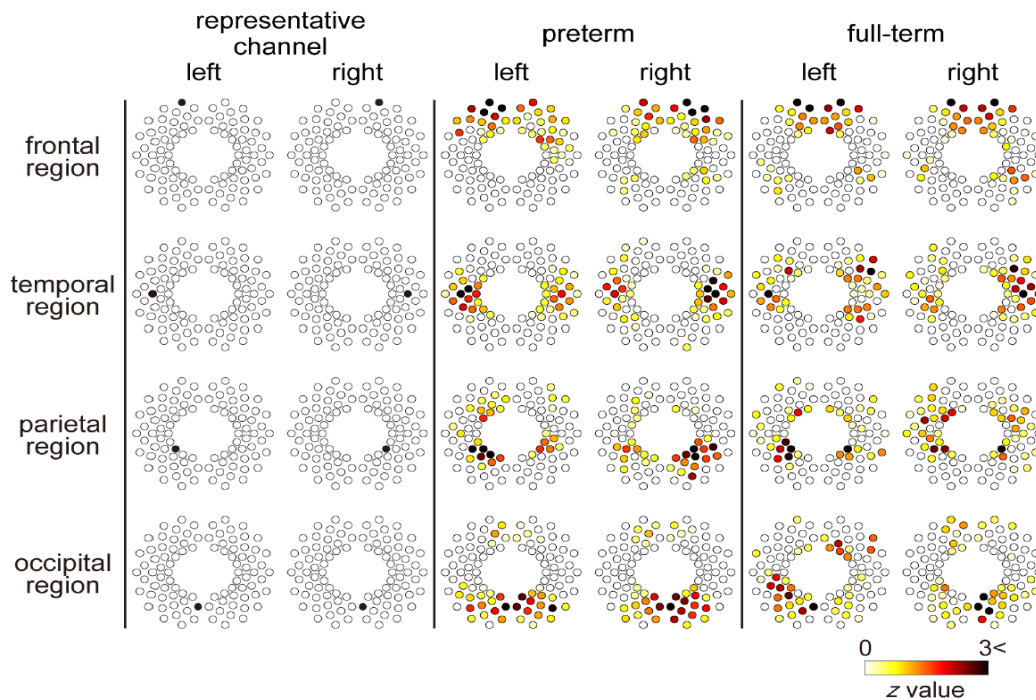 representative
channel
preterm
full-term
left
right
left
right
left
right
frontal
region
temporal
region
parietal
region
occipital
region
0
3<
z value